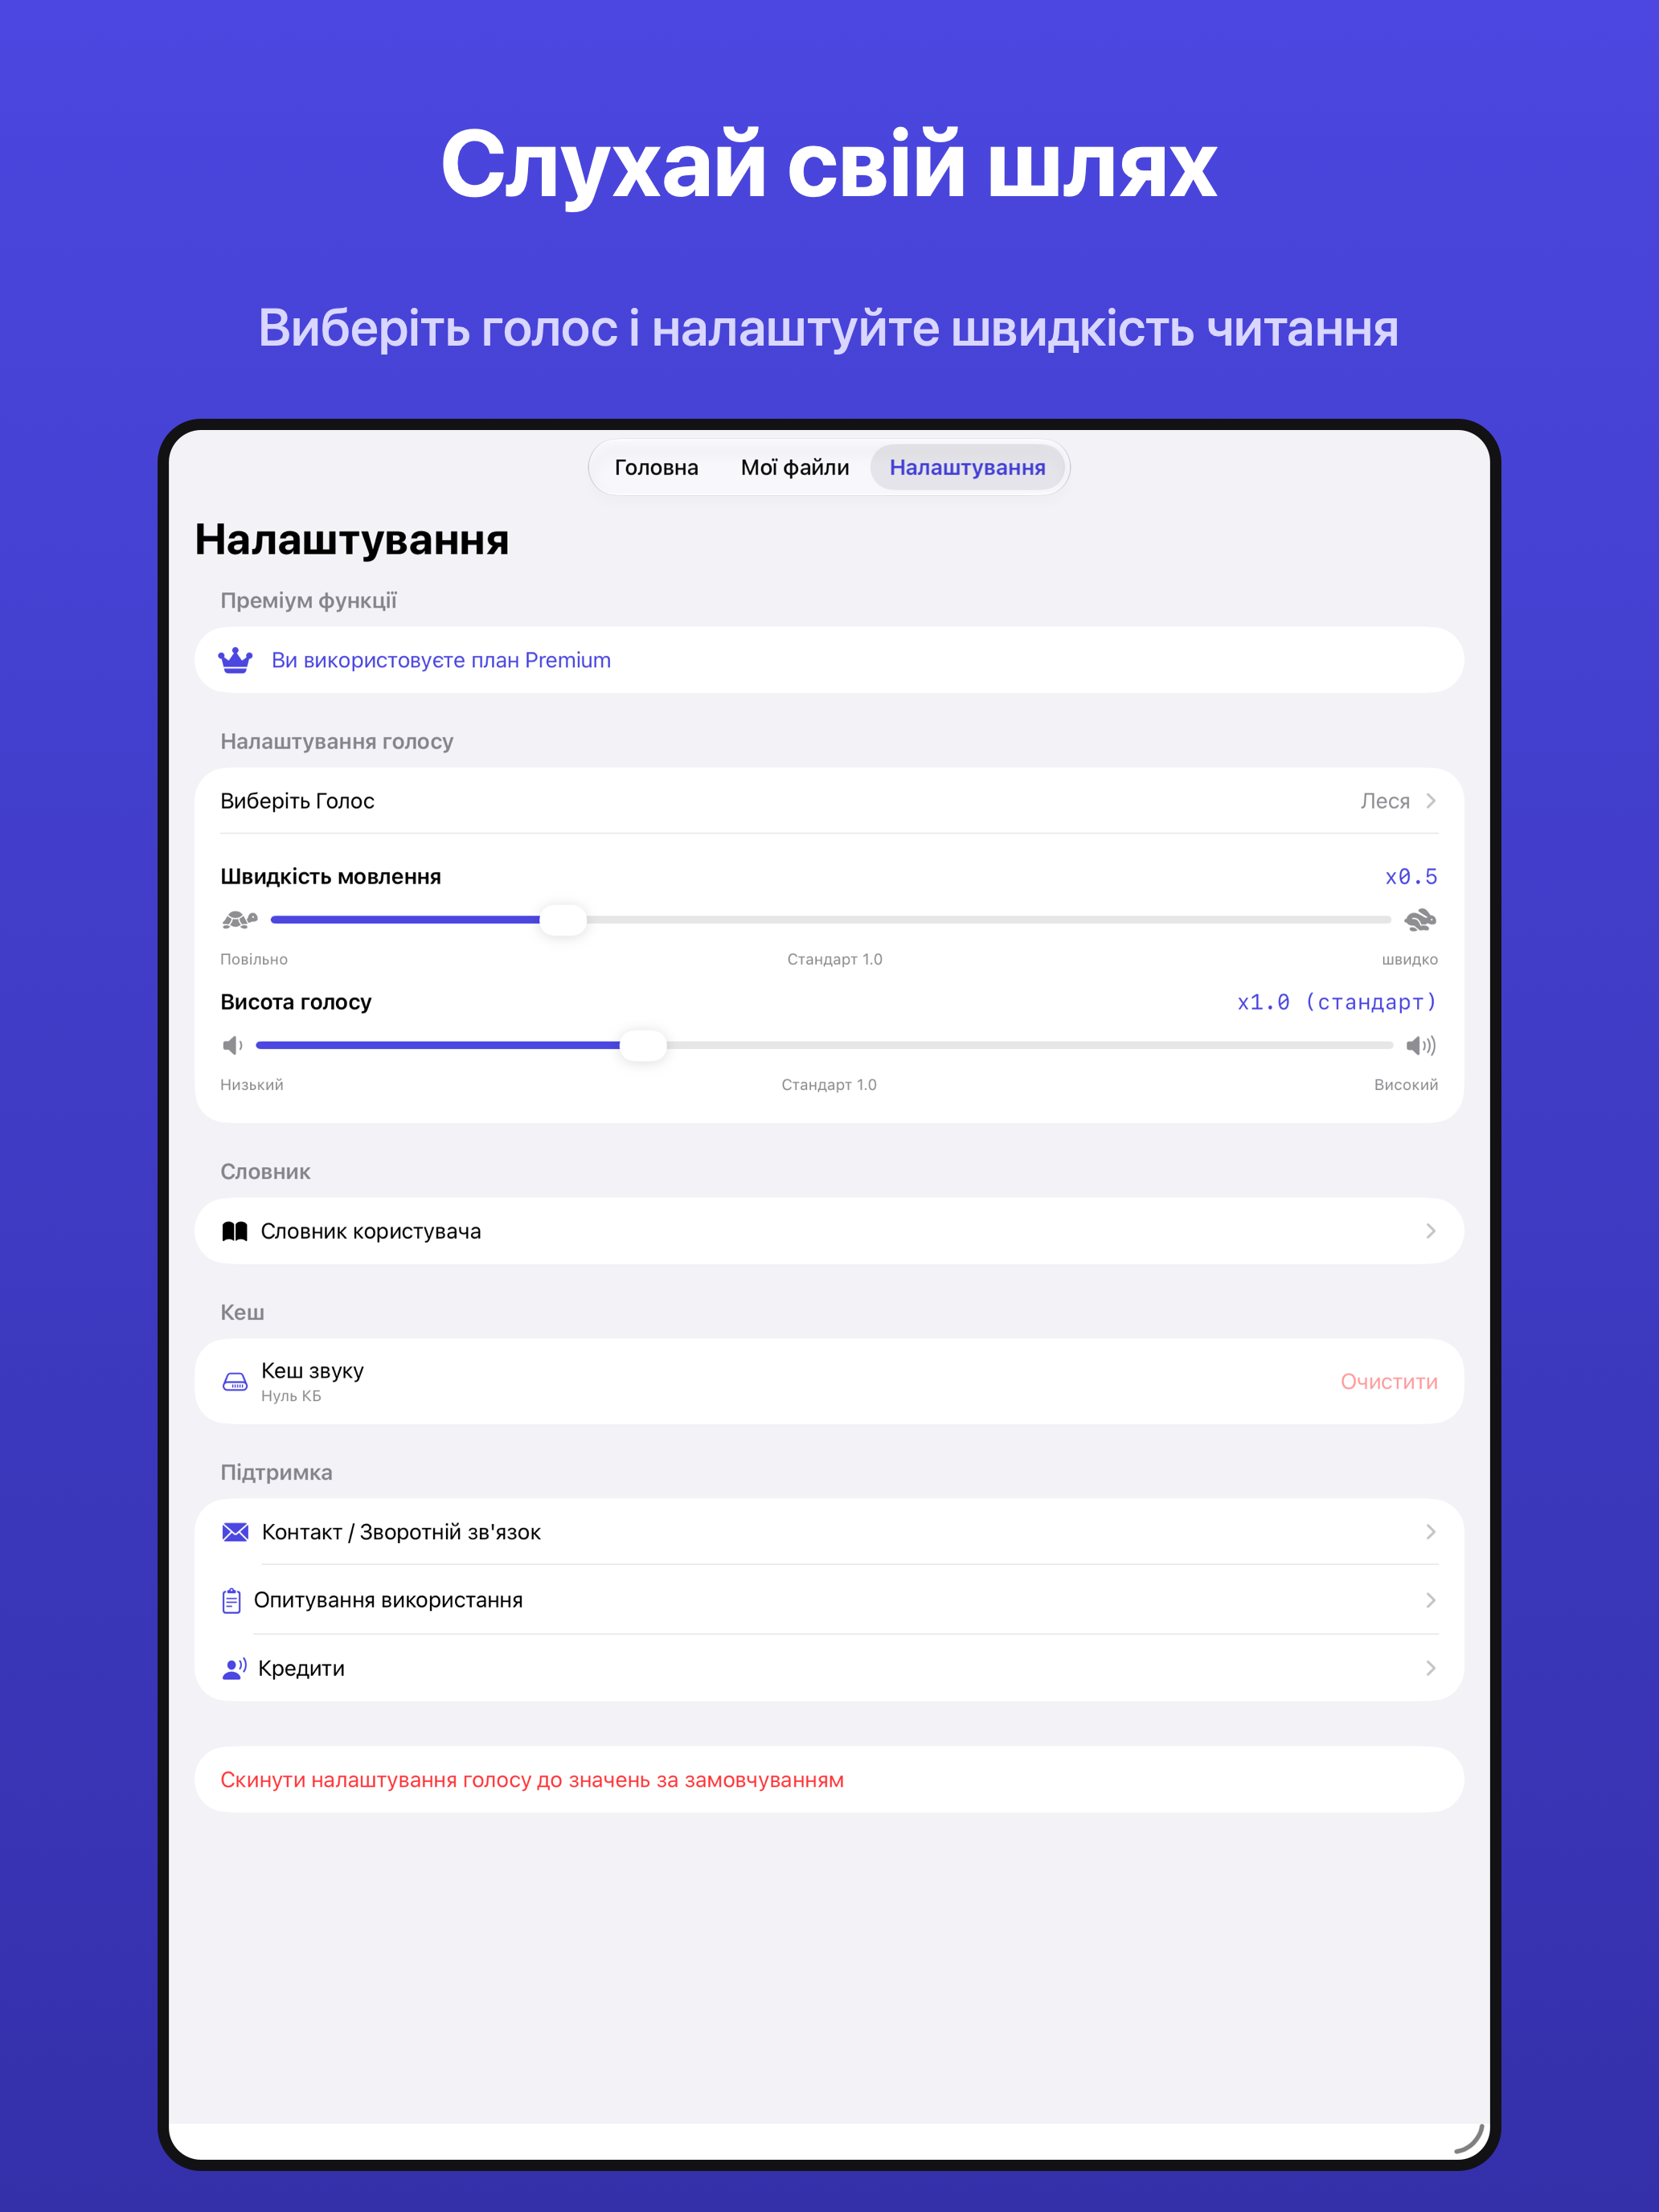 Слухай свій шлях
Виберіть голос і налаштуйте швидкість читання
Головна Мої файли Налаштування
Налаштування
Преміум функції
Ви використовуєте план Premium
Налаштування голосу
Виберіть Голос Леся
Швидкість мовлення x0.5
Повільно Стандарт 1.0 швидко
Висота голосу x1.0 (стандарт)
Низький Стандарт 1.0 Високий
Словник
Словник користувача
Кеш
Кеш звуку
Нуль КБ
Очистити
Підтримка
Контакт / Зворотній зв'язок
Опитування використання
Кредити
Скинути налаштування голосу до значень за замовчуванням